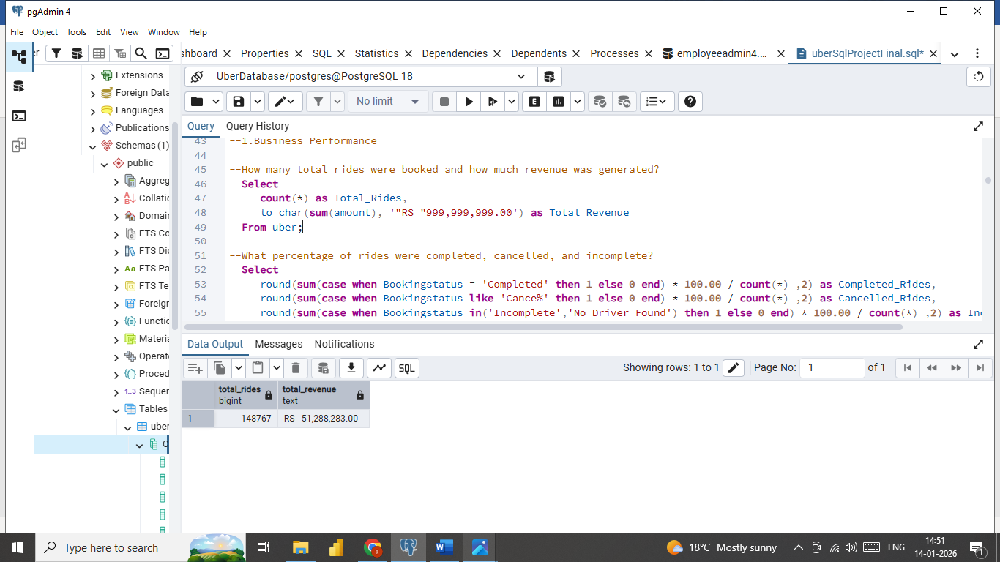 pgAdmin 4
File Object Tools Edit View Window Help
er
shboard Properties SQL Statistics Dependencies Dependents Processes employeeadmin4.... uberSqlProjectFinal.sql*
UberDatabase/postgres@PostgreSQL 18
No limit
E
Query Query History
Extensions
Foreign Data
Languages
Publications
Schemas (1)
public
Aggreg
Collatic
Domain
FTS Co
FTS Dic
Aa FTS Pa
FTS Te
Foreigr
Functic
Materia
Operat
Proced
1..3 Sequer
Tables
uber
C
43 --1.Business Performance
44
45 --How many total rides were booked and how much revenue was generated?
46 Select
47 count(*) as Total_Rides,
48 to_char(sum(amount), '"RS "999,999,999.00') as Total_Revenue
49 From uber;
50
51 --What percentage of rides were completed, cancelled, and incomplete?
52 Select
53 round(sum(case when Bookingstatus = 'Completed' then 1 else 0 end) * 100.00 / count(*) ,2) as Completed_Rides,
54 round(sum(case when Bookingstatus like 'Cance%' then 1 else 0 end) * 100.00 / count(*) ,2) as Cancelled_Rides,
55 round(sum(case when Bookingstatus in('Incomplete','No Driver Found') then 1 else 0 end) * 100.00 / count(*) ,2) as Inc
Data Output Messages Notifications
SQL Showing rows: 1 to 1 Page No: 1 of 1
total_rides total_revenue
bigint text
1 148767 RS 51,288,283.00
Type here to search 18°C Mostly sunny ENG 14:51
14-01-2026 1